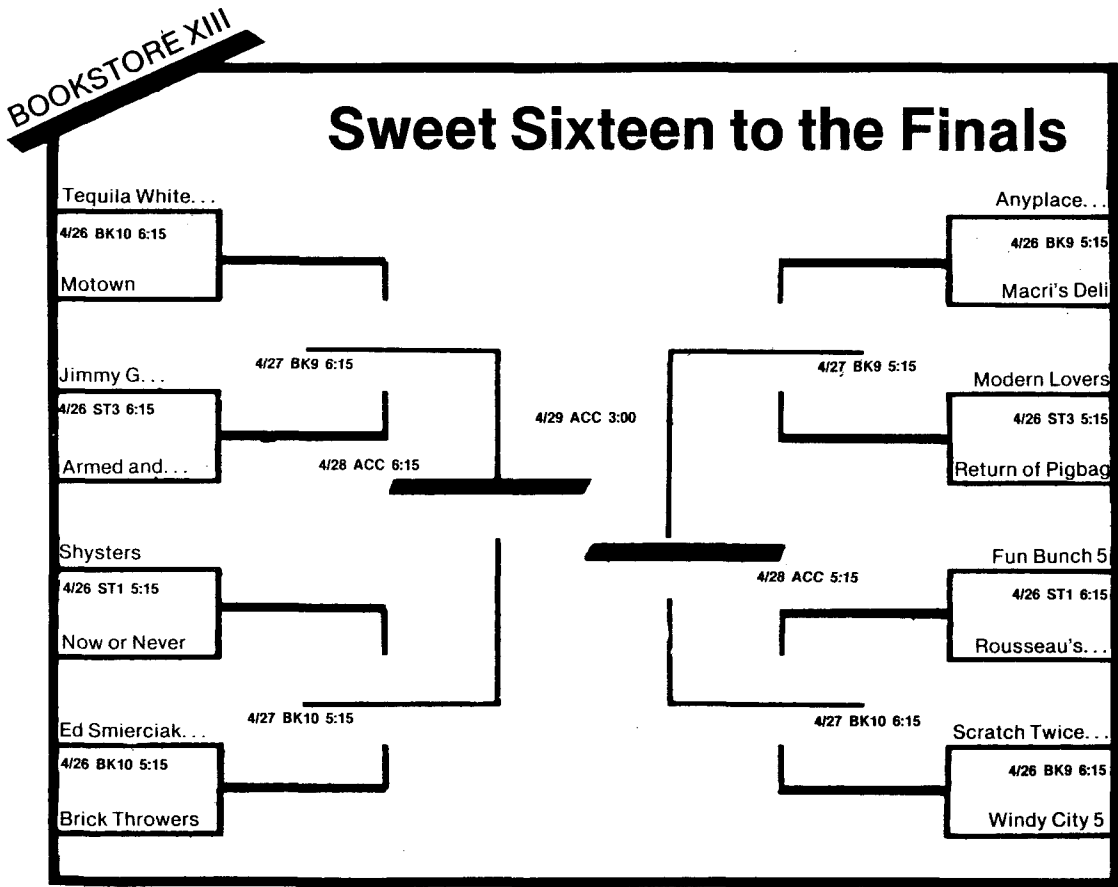 BOOKSTORE XIII
Sweet Sixteen to the Finals
Tequila White...
4/26 BK10 6:15
Motown
4/27 BK9 6:15
Jimmy G...
4/26 ST3 6:15
Armed and...
4/28 ACC 6:15
Shysters
4/26 ST1 5:15
Now or Never
4/27 BK10 5:15
Ed Smierciak...
4/26 BK10 5:15
Brick Throwers
4/29 ACC 3:00
Anyplace...
4/26 BK9 5:15
Macri's Deli
4/27 BK9 5:15
Modern Lovers
4/26 ST3 5:15
Return of Pigbag
4/28 ACC 5:15
Fun Bunch 5
4/26 ST1 6:15
Rousseau's...
4/27 BK10 6:15
Scratch Twice...
4/26 BK9 6:15
Windy City 5